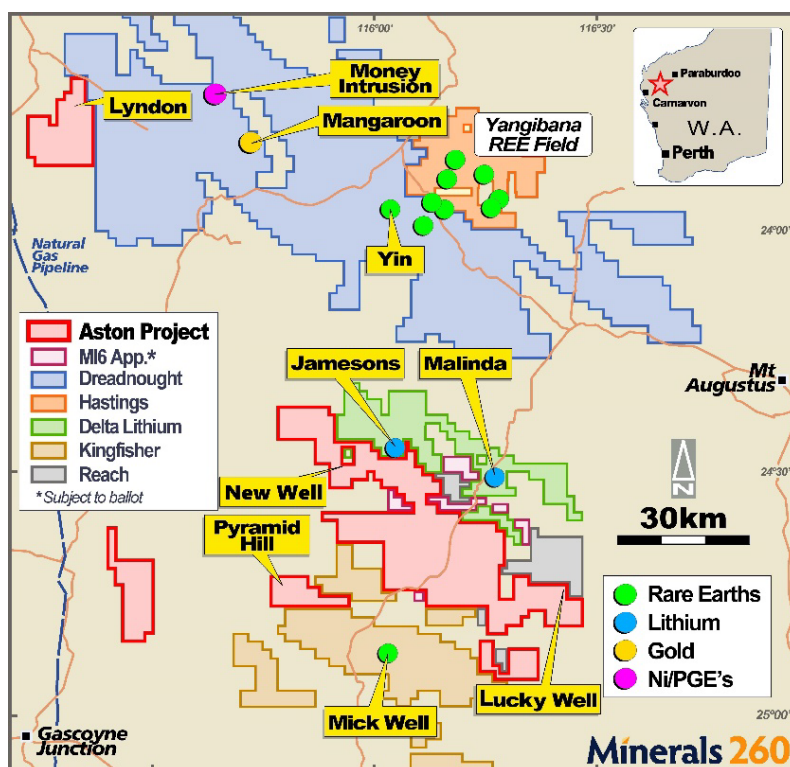 116°00'
116°30'
Money
Intrusion
Lyndon
Mangaroon
Yangibana
REE Field
Paraburdoo
Carnarvon
W.A.
Perth
Yin
24°00'
Natural
Gas
Pipeline
Aston Project
MI6 App.*
Dreadnought
Hastings
Delta Lithium
Kingfisher
Reach
*Subject to ballot
Jamesons
Malinda
Mt
Augustus
24°30'
N
New Well
30km
Pyramid
Hill
Rare Earths
Lithium
Gold
Ni/PGE's
Lucky Well
Mick Well
25°00'
Gascoyne
Junction
Minerals 260